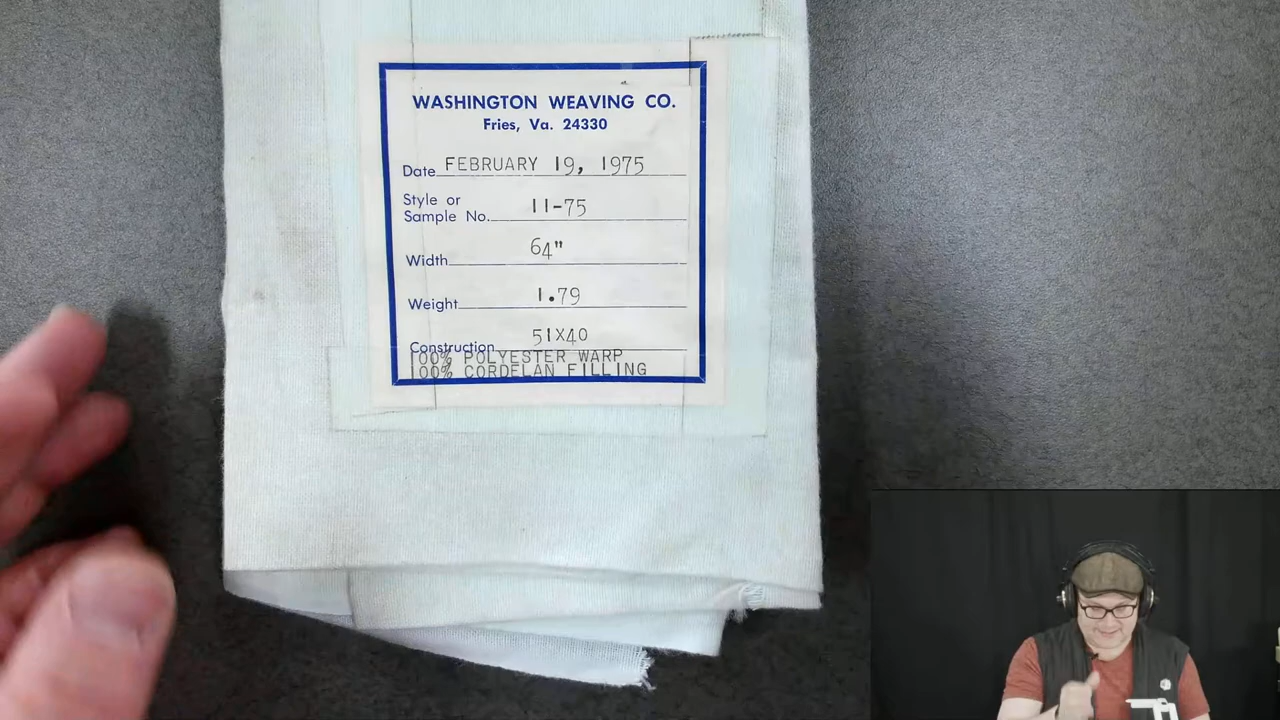 WASHINGTON WEAVING CO.
Fries, Va. 24330
Date FEBRUARY 19, 1975
Style or
Sample No. 11-75
Width 64"
Weight 1.79
Construction 51X40
100% POLYESTER WARP
100% CORDELAN FILLING